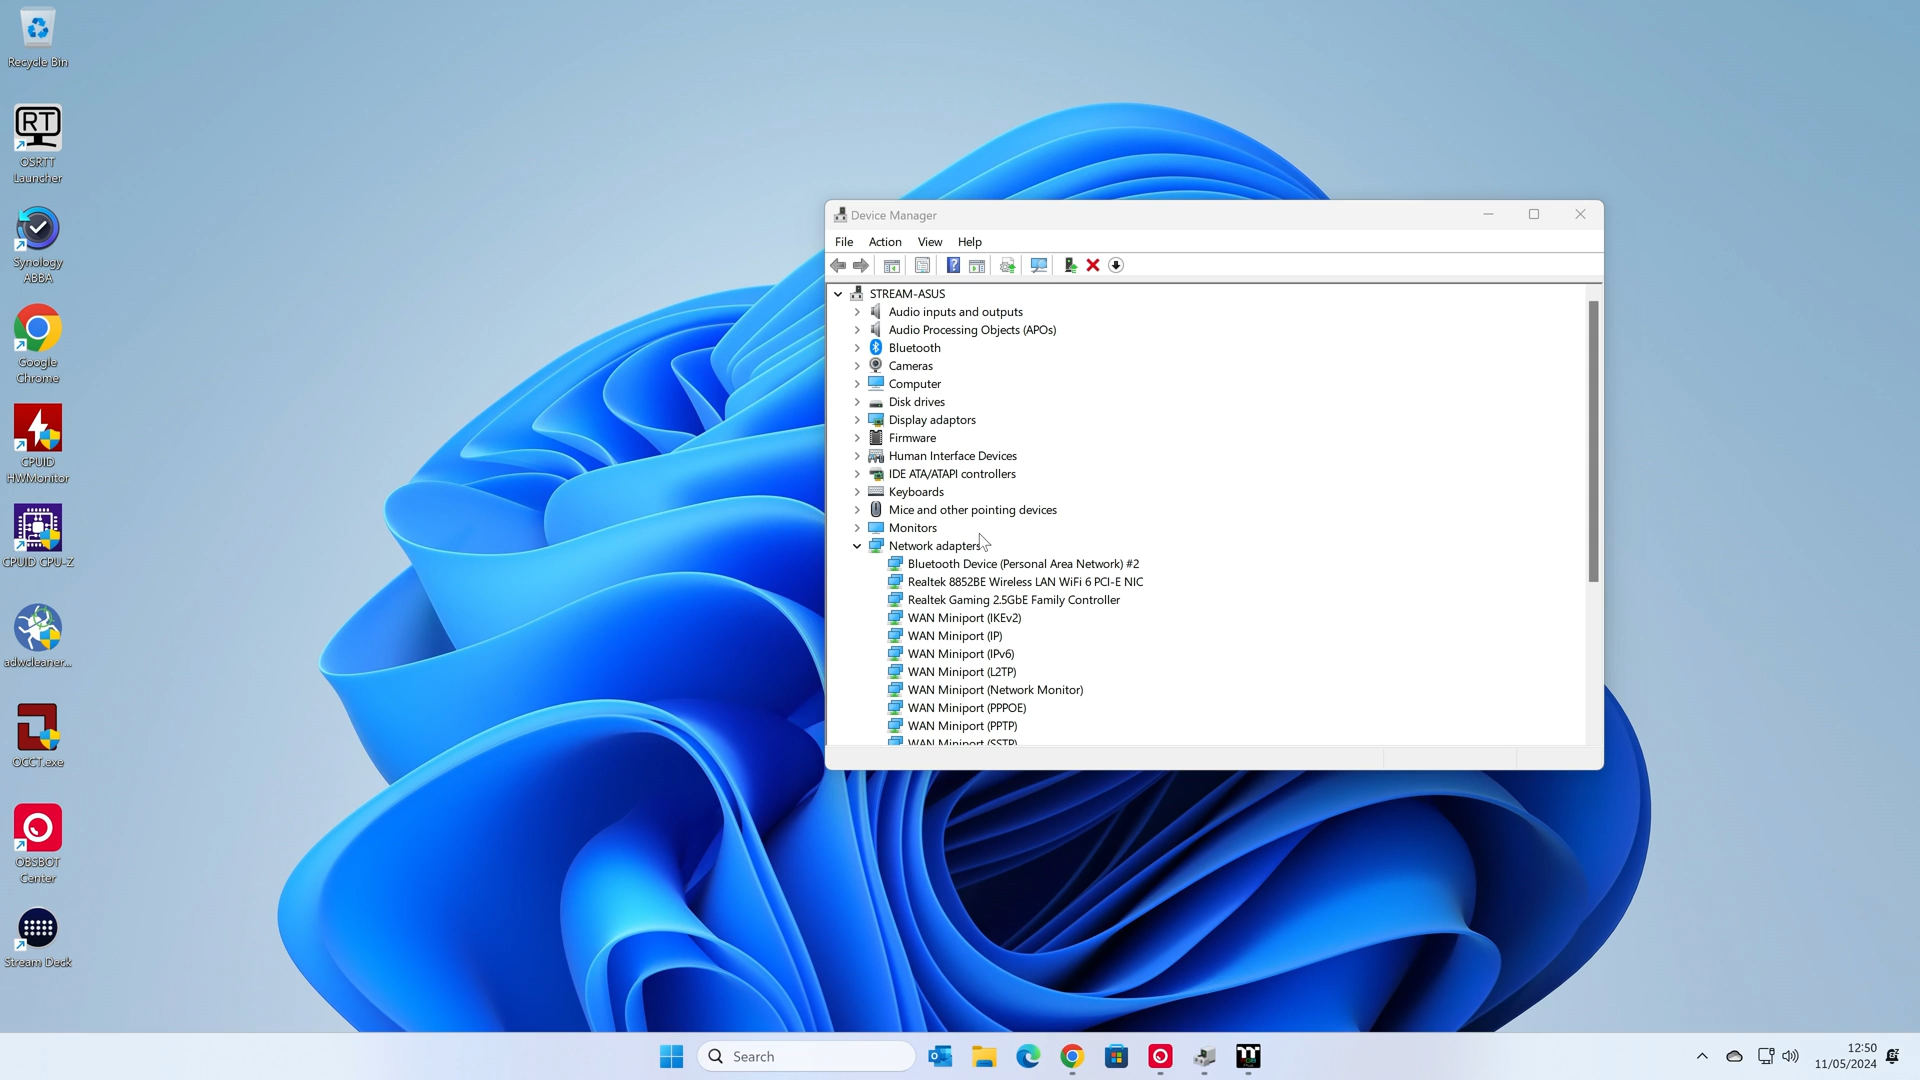 Recycle Bin
RT
OSRTT
Launcher
Synology
ABBA
Google
Chrome
CPUID
HWMonitor
CPUID CPU-Z
adwcleaner...
OCCT.exe
OBSBOT
Center
Stream Deck
Device Manager
File Action View Help
STREAM-ASUS
Audio inputs and outputs
Audio Processing Objects (APOs)
Bluetooth
Cameras
Computer
Disk drives
Display adaptors
Firmware
Human Interface Devices
IDE ATA/ATAPI controllers
Keyboards
Mice and other pointing devices
Monitors
Network adapters
Bluetooth Device (Personal Area Network) #2
Realtek 8852BE Wireless LAN WiFi 6 PCI-E NIC
Realtek Gaming 2.5GbE Family Controller
WAN Miniport (IKEv2)
WAN Miniport (IP)
WAN Miniport (IPv6)
WAN Miniport (L2TP)
WAN Miniport (Network Monitor)
WAN Miniport (PPPOE)
WAN Miniport (PPTP)
WAN Miniport (SSTP)
Search
12:50
11/05/2024